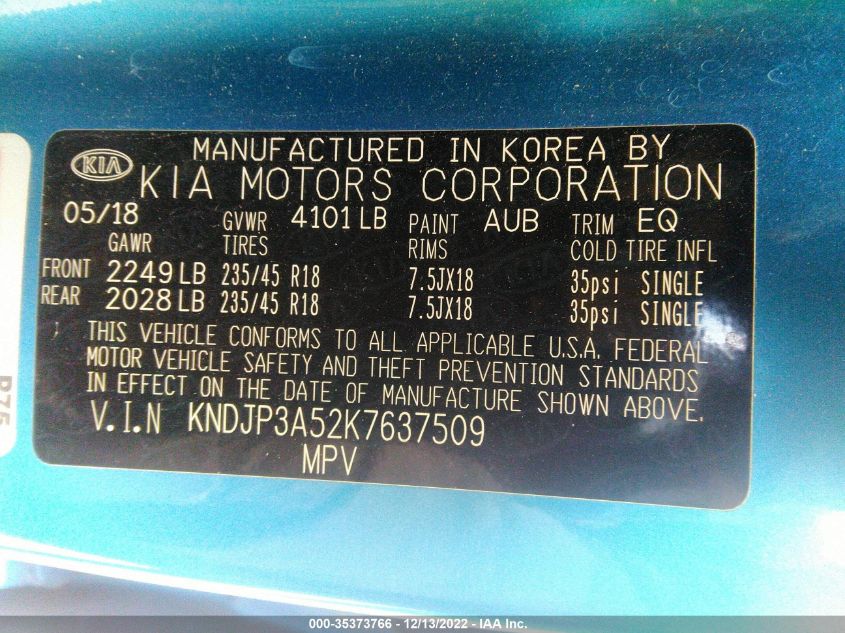 MANUFACTURED IN KOREA BY
KIA KIA MOTORS CORPORATION
05/18 GVWR 4101 LB PAINT AUB TRIM EQ
GAWR TIRES RIMS COLD TIRE INFL
FRONT 2249 LB 235/45 R18 7.5JX18 35psi SINGLE
REAR 2028 LB 235/45 R18 7.5JX18 35psi SINGLE
THIS VEHICLE CONFORMS TO ALL APPLICABLE U.S.A. FEDERAL
MOTOR VEHICLE SAFETY AND THEFT PREVENTION STANDARDS
IN EFFECT ON THE DATE OF MANUFACTURE SHOWN ABOVE.
V.I.N KNDJP3A52K7637509
MPV
000-35373766 - 12/13/2022 - IAA Inc.